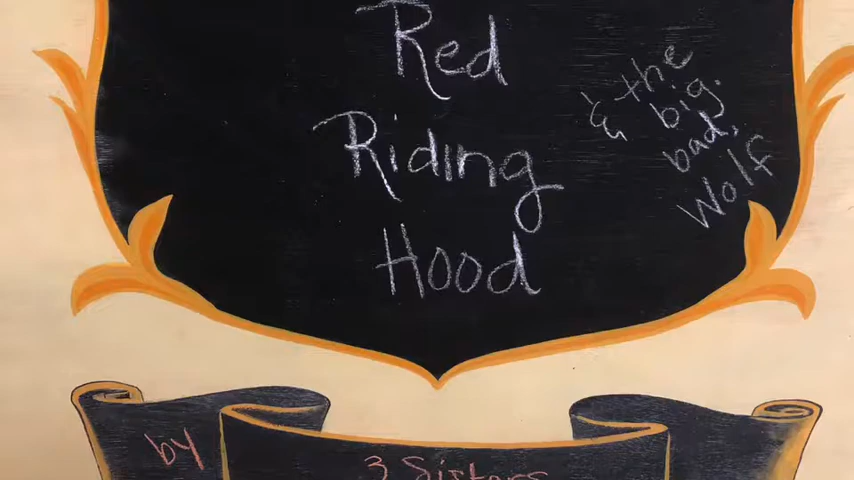 Red
Riding
Hood
& the
big.
bad,
Wolf
by
3 Sisters